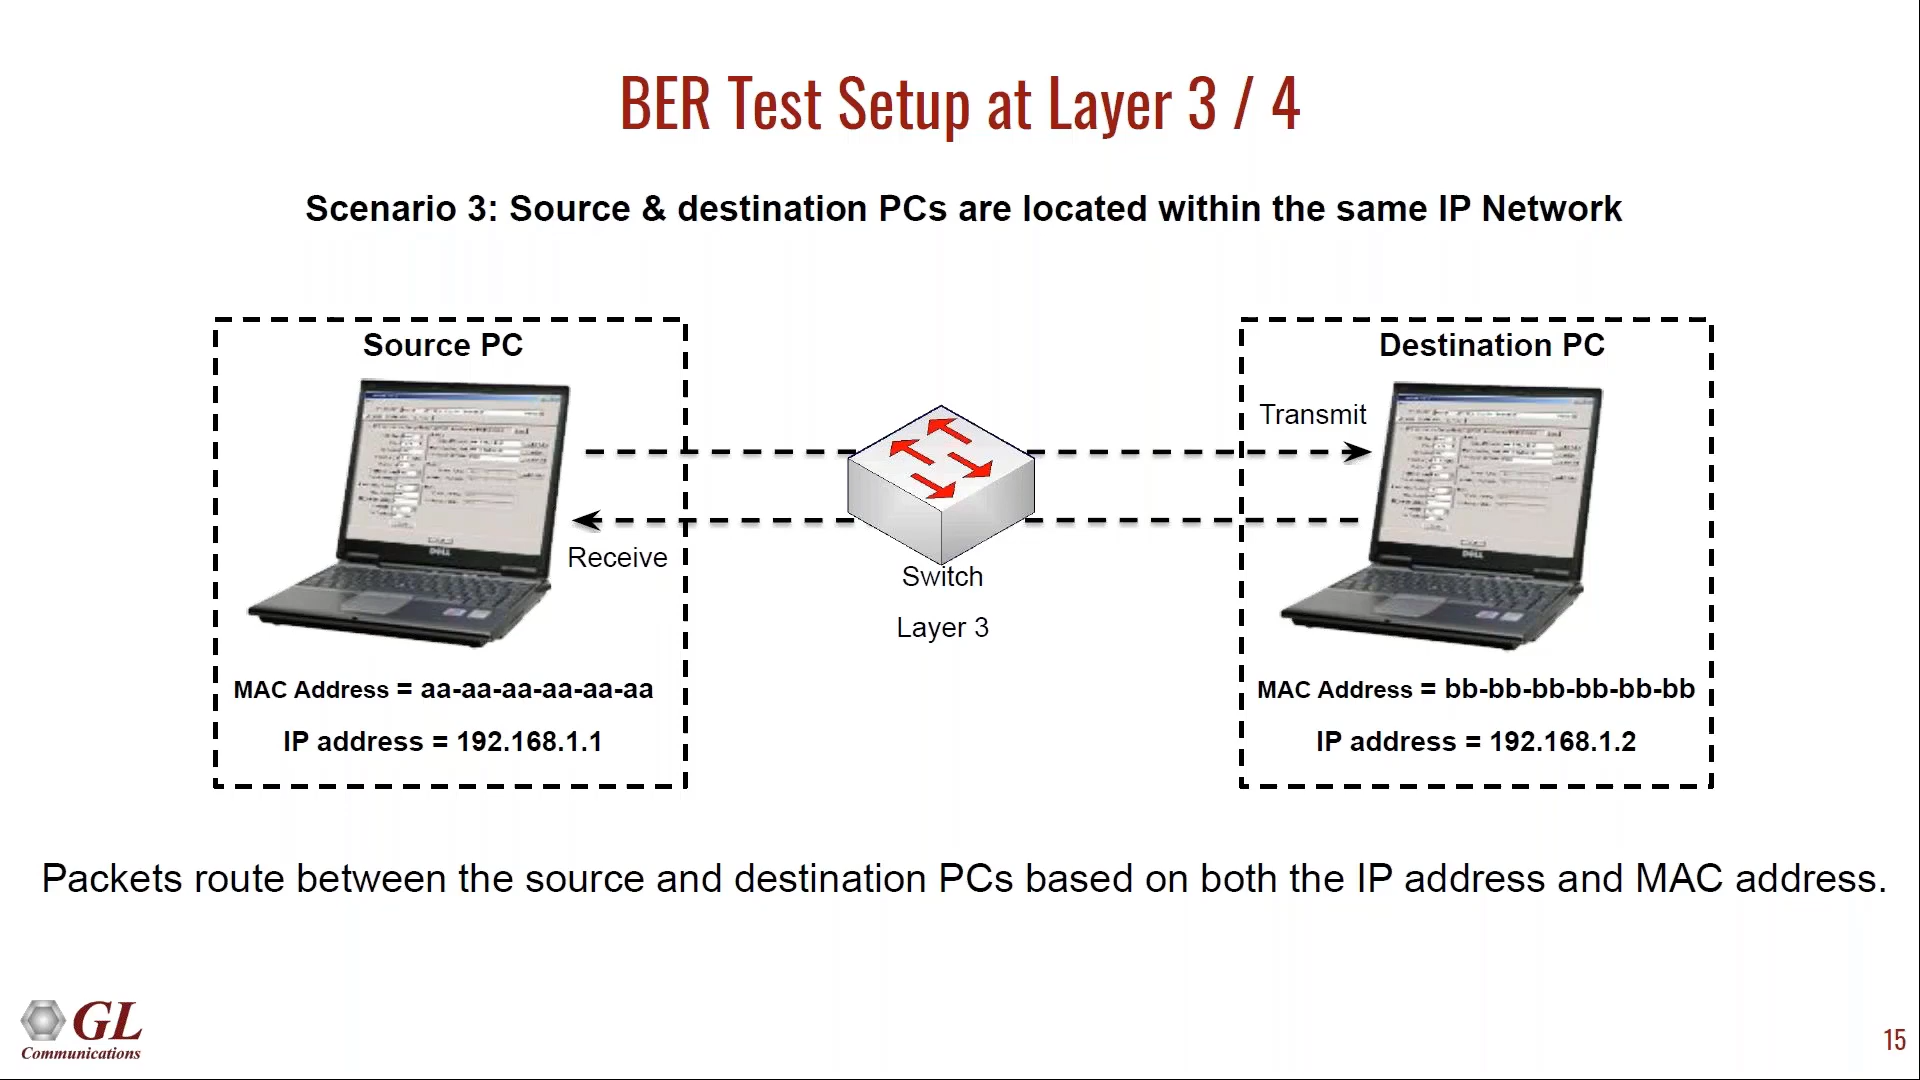 BER Test Setup at Layer 3 / 4
Scenario 3: Source & destination PCs are located within the same IP Network
Source PC
Destination PC
Transmit
Receive
Switch
Layer 3
DELL
DELL
MAC Address = aa-aa-aa-aa-aa-aa
IP address = 192.168.1.1
MAC Address = bb-bb-bb-bb-bb-bb
IP address = 192.168.1.2
Packets route between the source and destination PCs based on both the IP address and MAC address.
GL
Communications
15